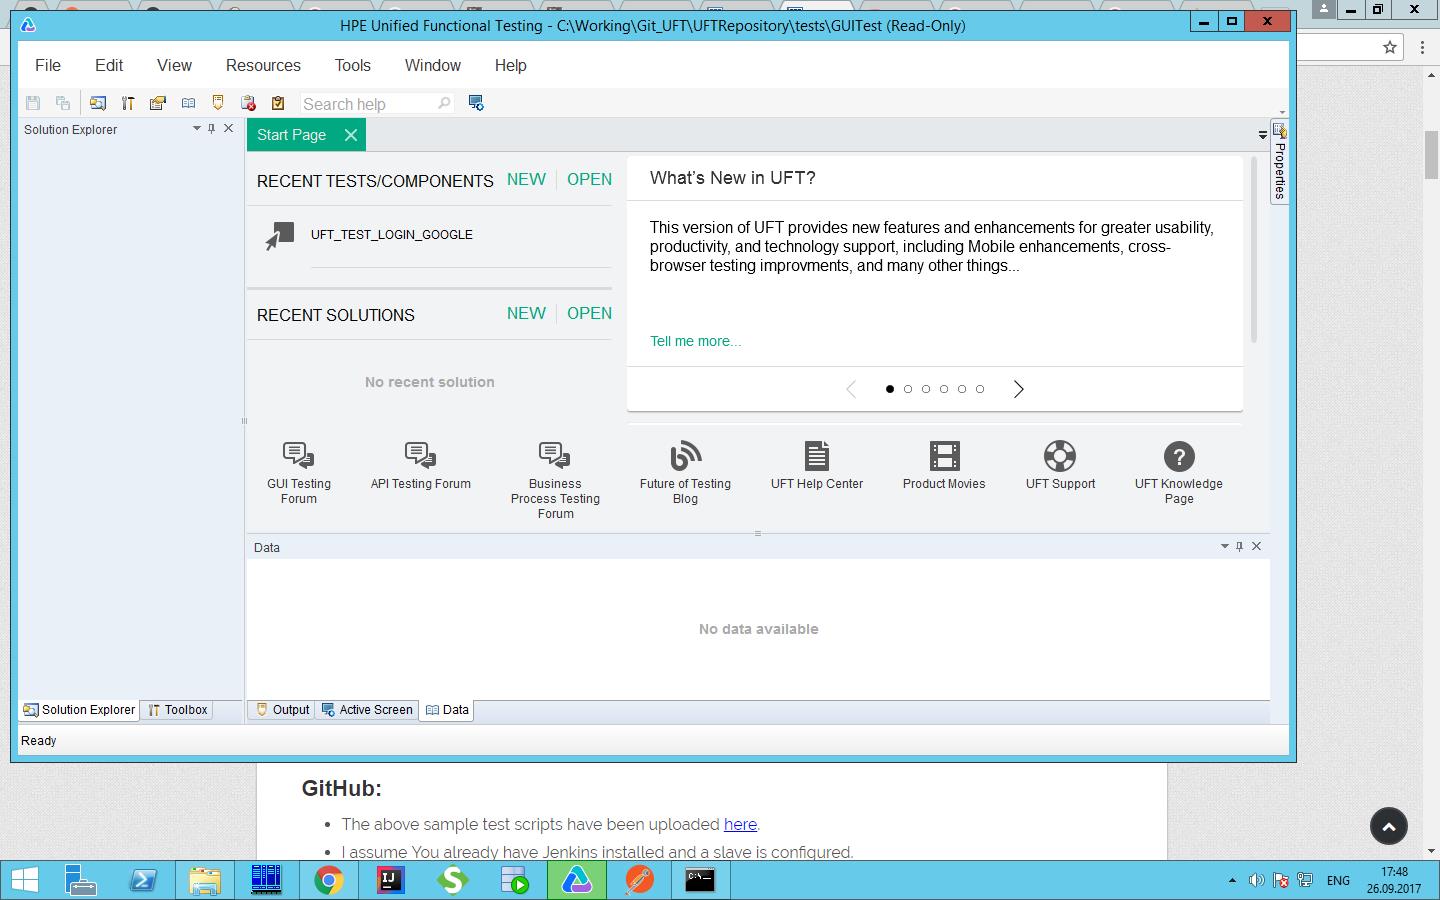 HPE Unified Functional Testing - C:\Working\Git_UFT\UFTRepository\tests\GUITest (Read-Only)
File Edit View Resources Tools Window Help
Search help
Solution Explorer
Start Page
Properties
RECENT TESTS/COMPONENTS NEW OPEN
UFT_TEST_LOGIN_GOOGLE
RECENT SOLUTIONS NEW OPEN
No recent solution
What's New in UFT?
This version of UFT provides new features and enhancements for greater usability,
productivity, and technology support, including Mobile enhancements, cross-
browser testing improvments, and many other things...
Tell me more...
GUI Testing
Forum
API Testing Forum
Business
Process Testing
Forum
Future of Testing
Blog
UFT Help Center
Product Movies
UFT Support
UFT Knowledge
Page
Data
No data available
Solution Explorer Toolbox
Output Active Screen Data
Ready
GitHub:
• The above sample test scripts have been uploaded here.
• I assume You already have Jenkins installed and a slave is configured.
ENG
17:48
26.09.2017